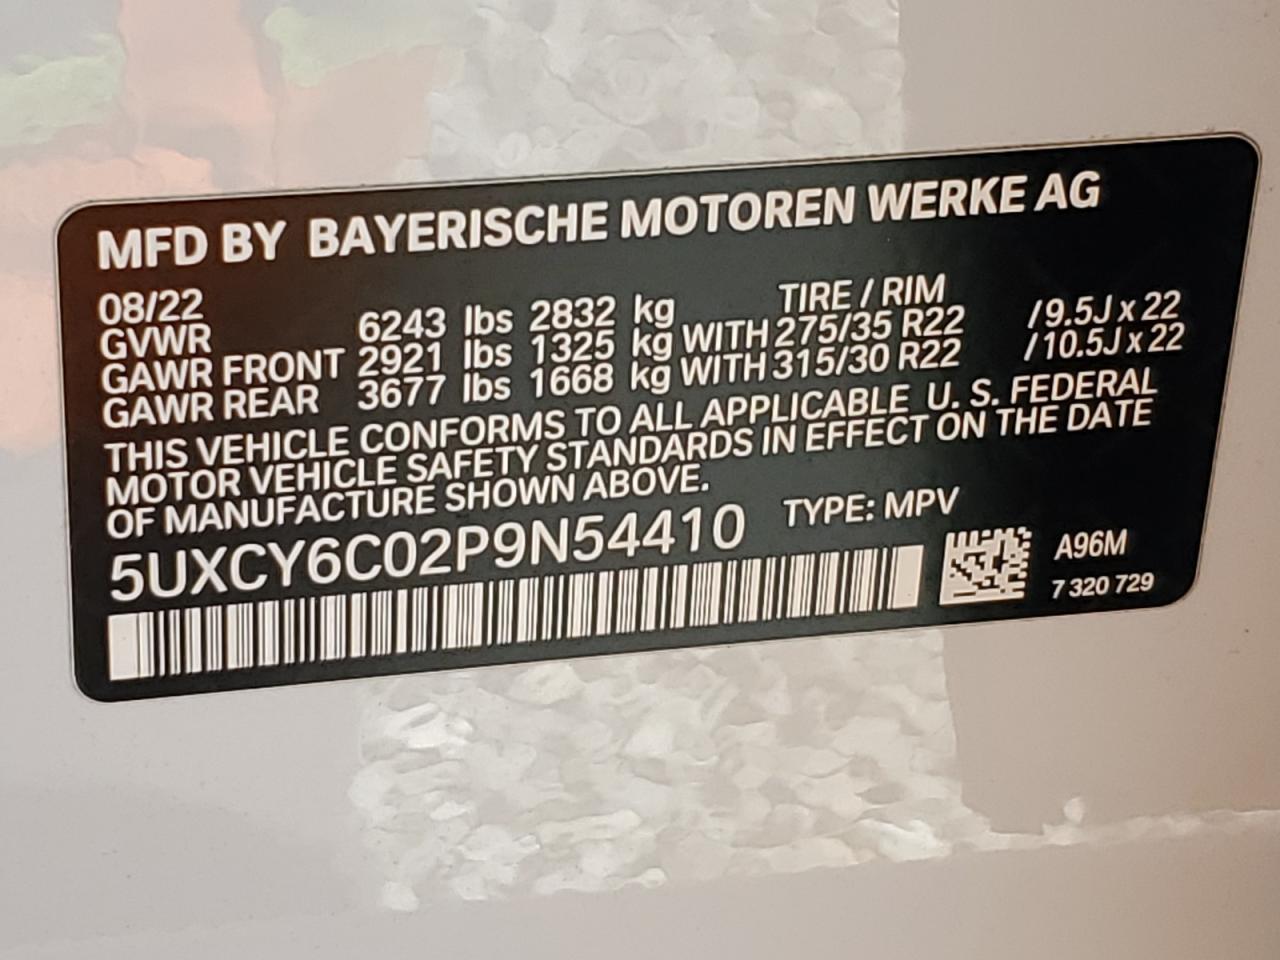 MFD BY BAYERISCHE MOTOREN WERKE AG
08/22 TIRE / RIM
GVWR 6243 lbs 2832 kg
GAWR FRONT 2921 lbs 1325 kg WITH 275/35 R22 /9.5J x 22
GAWR REAR 3677 lbs 1668 kg WITH 315/30 R22 /10.5J x 22
THIS VEHICLE CONFORMS TO ALL APPLICABLE U. S. FEDERAL
MOTOR VEHICLE SAFETY STANDARDS IN EFFECT ON THE DATE
OF MANUFACTURE SHOWN ABOVE.
5UXCY6C02P9N54410 TYPE: MPV
A96M
7 320 729